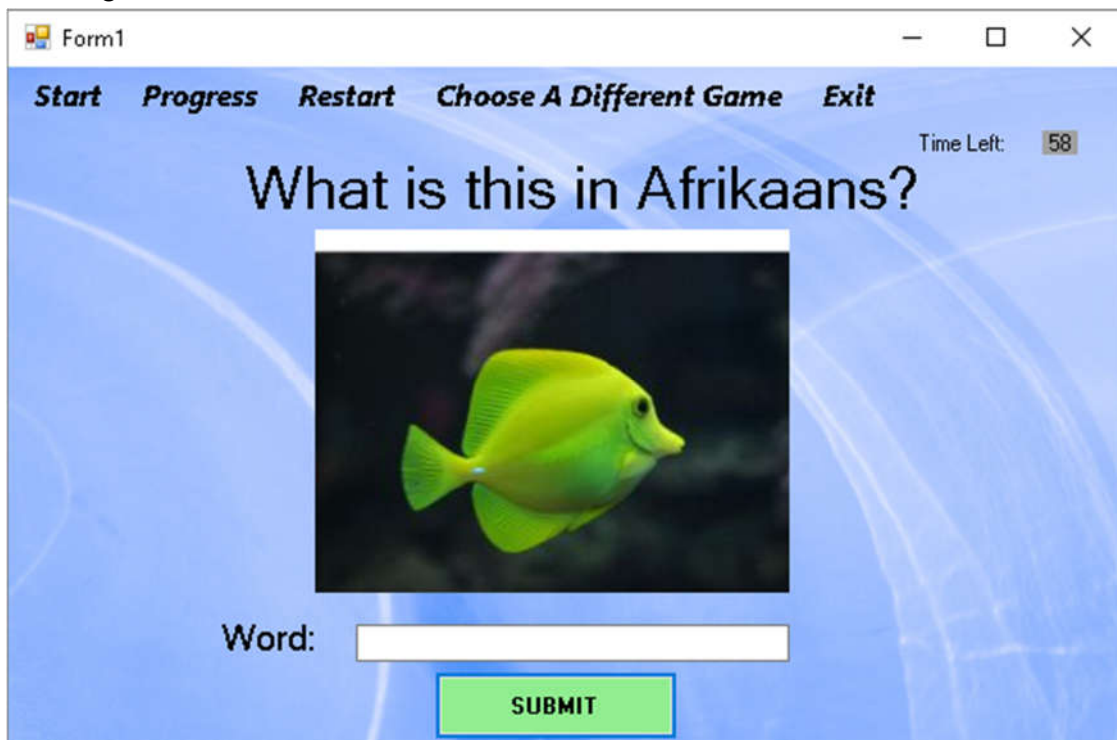 Form1
Start Progress Restart Choose A Different Game Exit
Time Left: 58
What is this in Afrikaans?
Word:
SUBMIT